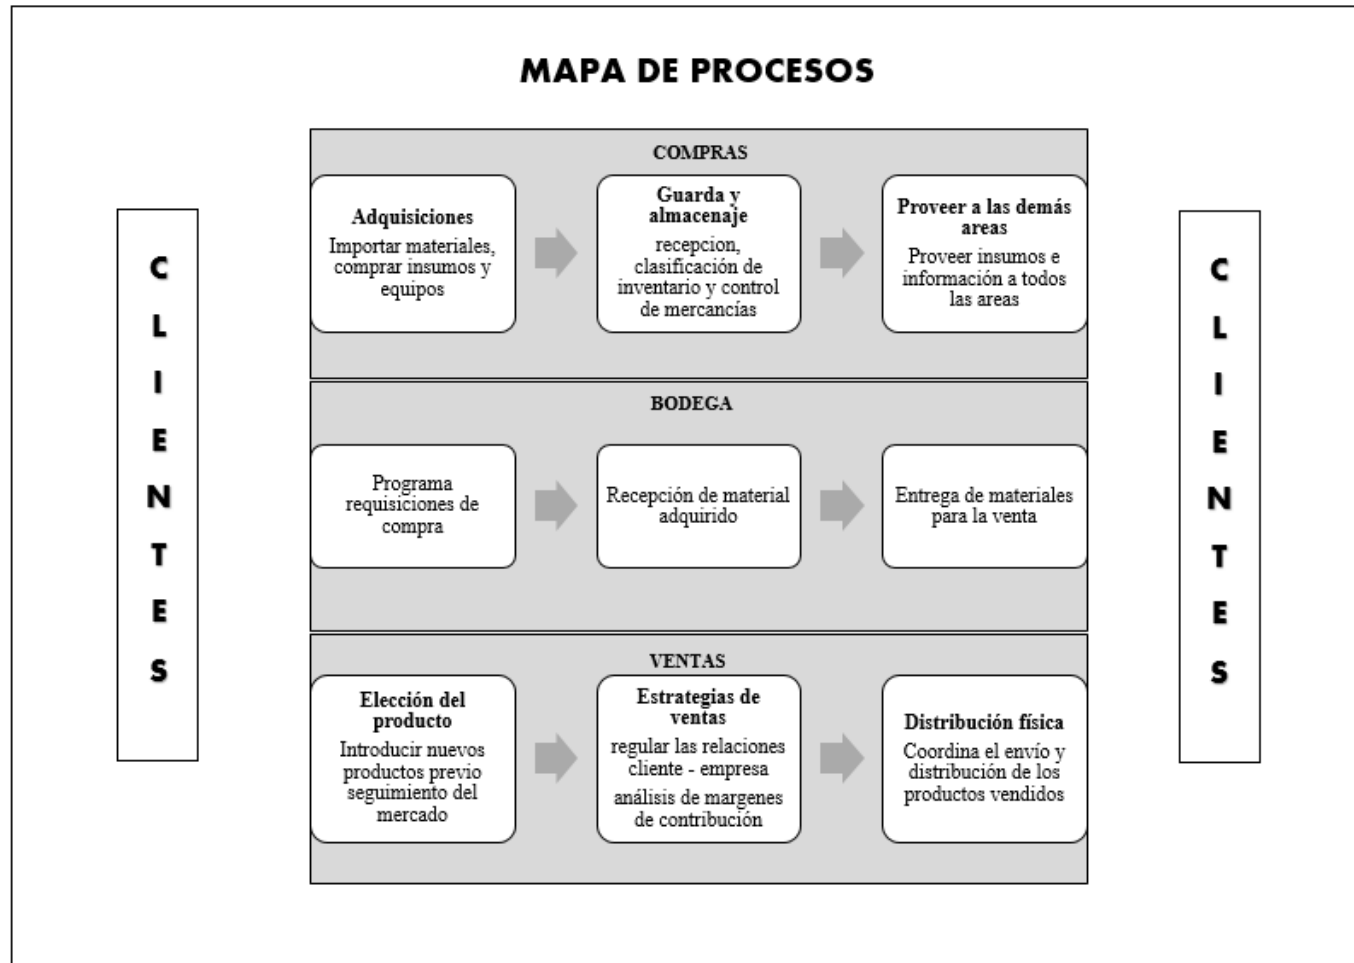 MAPA DE PROCESOS
COMPRAS
Adquisiciones
Importar materiales,
comprar insumos y
equipos
Guarda y
almacenaje
recepcion,
clasificación de
inventario y control
de mercancías
Proveer a las demás
areas
Proveer insumos e
información a todos
las areas
BODEGA
Programa
requisiciones de
compra
Recepción de material
adquirido
Entrega de materiales
para la venta
VENTAS
Elección del
producto
Introducir nuevos
productos previo
seguimiento del
mercado
Estrategias de
ventas
regular las relaciones
cliente - empresa
análisis de margenes
de contribución
Distribución física
Coordina el envío y
distribución de los
productos vendidos
CLIENTES
CLIENTES